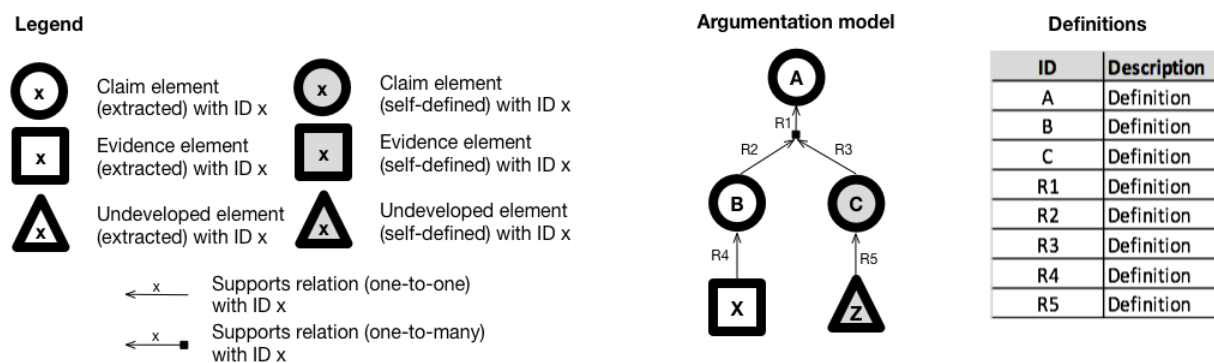 Legend
x
Claim element
(extracted) with ID x
x
Claim element
(self-defined) with ID x
x
Evidence element
(extracted) with ID x
x
Evidence element
(self-defined) with ID x
x
Undeveloped element
(extracted) with ID x
x
Undeveloped element
(self-defined) with ID x
x
Supports relation (one-to-one)
with ID x
x
Supports relation (one-to-many)
with ID x
Argumentation model
A
R1
R2
R3
B
C
R4
R5
X
Z
Definitions
ID Description
A Definition
B Definition
C Definition
R1 Definition
R2 Definition
R3 Definition
R4 Definition
R5 Definition